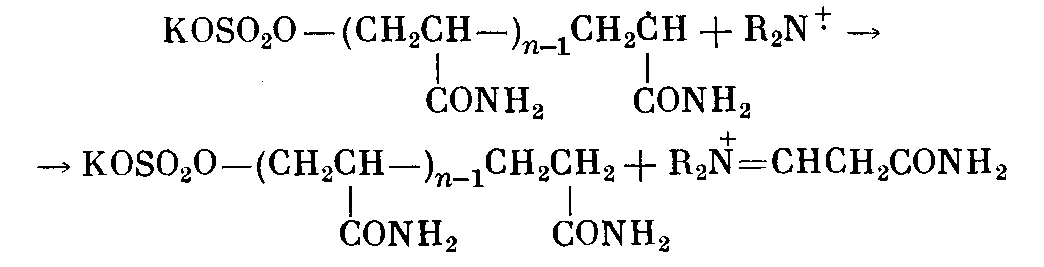 KOSO₂O—(CH₂CH—)ₙ₋₁CH₂ĊH + R₂N⁺· →
CONH₂ CONH₂
→ KOSO₂O—(CH₂CH—)ₙ₋₁CH₂CH₂ + R₂N⁺=CHCH₂CONH₂
CONH₂ CONH₂